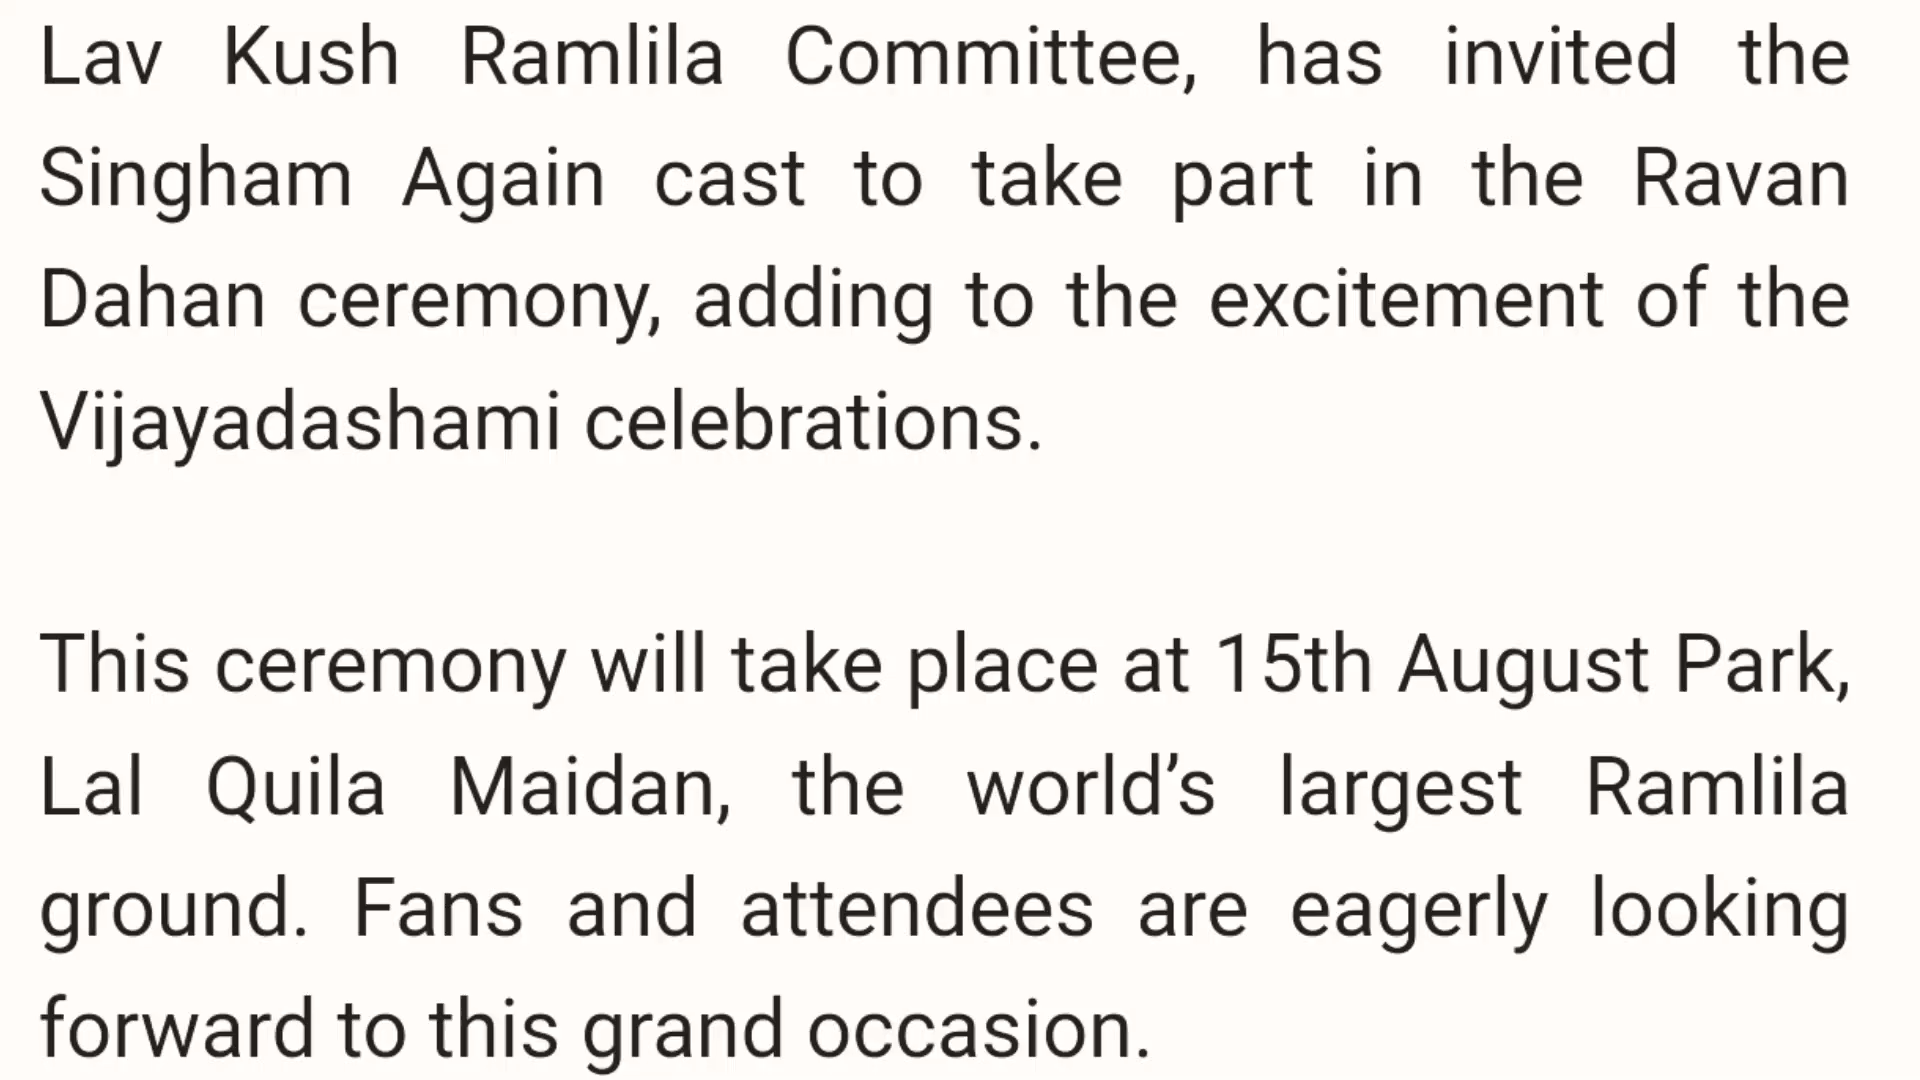 Lav Kush Ramlila Committee, has invited the
Singham Again cast to take part in the Ravan
Dahan ceremony, adding to the excitement of the
Vijayadashami celebrations.
This ceremony will take place at 15th August Park,
Lal Quila Maidan, the world’s largest Ramlila
ground. Fans and attendees are eagerly looking
forward to this grand occasion.